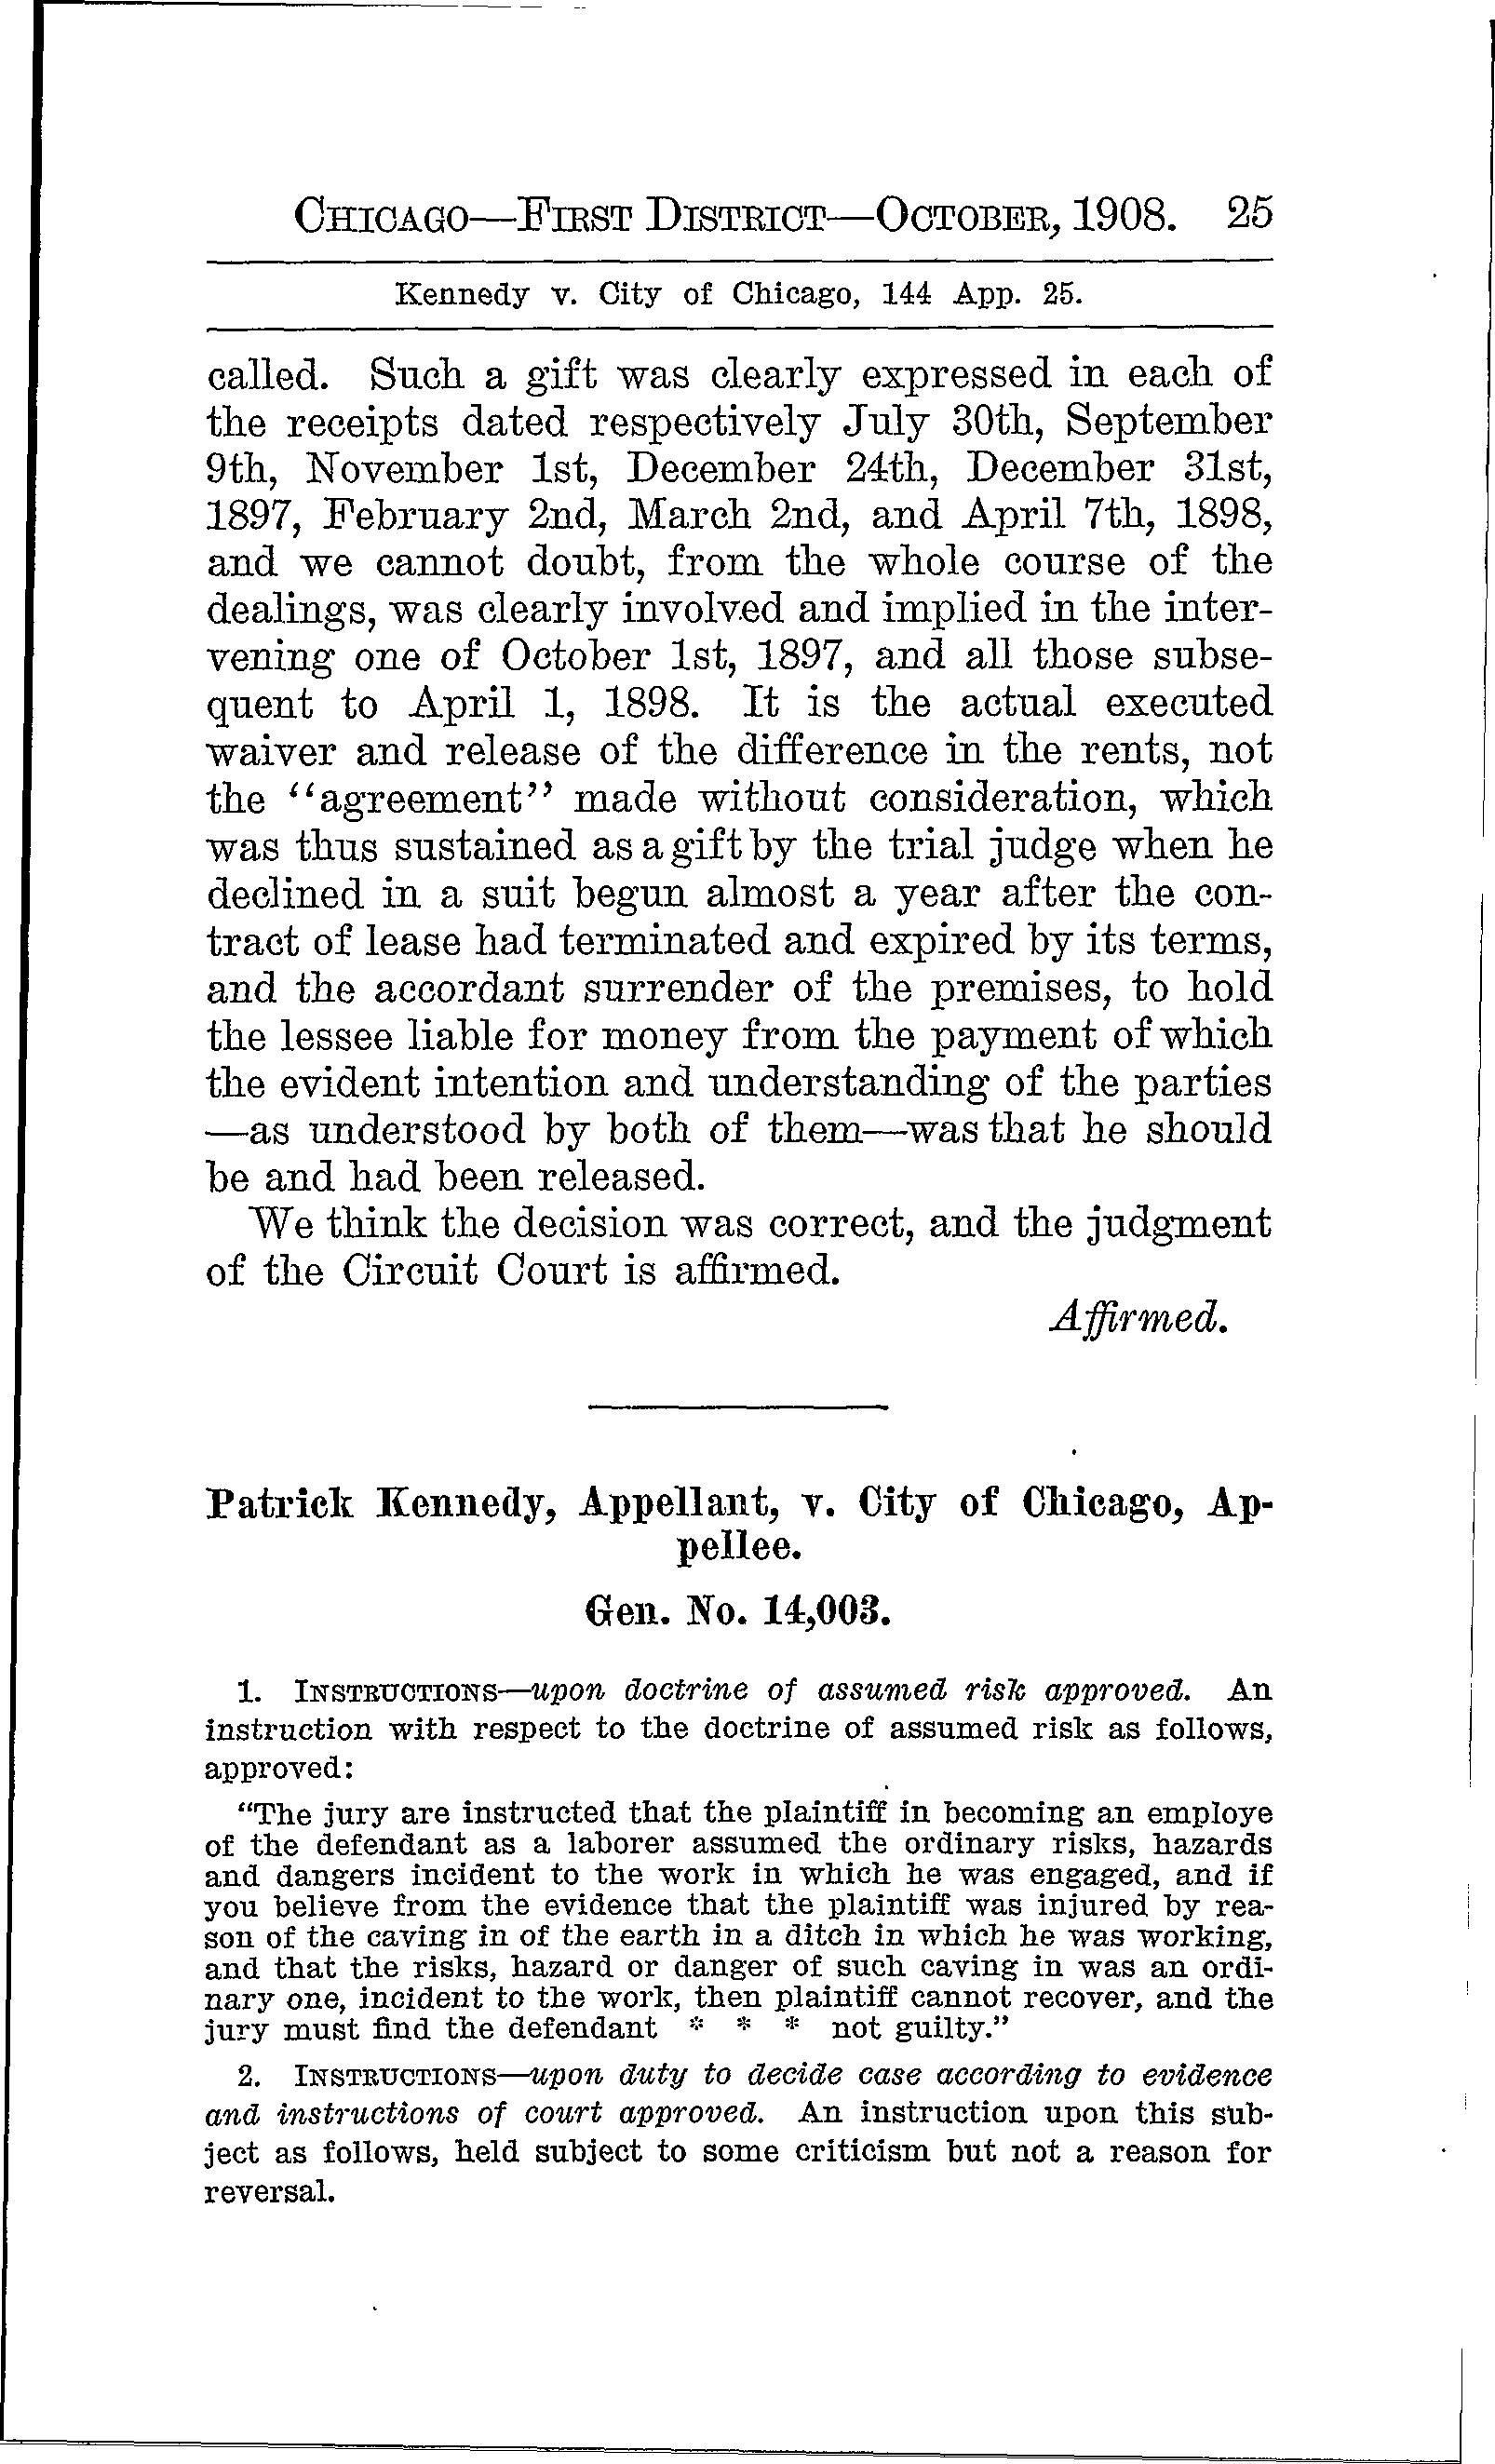 CHICAGO—FIRST DISTRICT—OCTOBER, 1908. 25
Kennedy v. City of Chicago, 144 App. 25.
called. Such a gift was clearly expressed in each of
the receipts dated respectively July 30th, September
9th, November 1st, December 24th, December 31st,
1897, February 2nd, March 2nd, and April 7th, 1898,
and we cannot doubt, from the whole course of the
dealings, was clearly involved and implied in the inter-
vening one of October 1st, 1897, and all those subse-
quent to April 1, 1898. It is the actual executed
waiver and release of the difference in the rents, not
the "agreement" made without consideration, which
was thus sustained as a gift by the trial judge when he
declined in a suit begun almost a year after the con-
tract of lease had terminated and expired by its terms,
and the accordant surrender of the premises, to hold
the lessee liable for money from the payment of which
the evident intention and understanding of the parties
—as understood by both of them—was that he should
be and had been released.
We think the decision was correct, and the judgment
of the Circuit Court is affirmed.
Affirmed.
Patrick Kennedy, Appellant, v. City of Chicago, Ap-
pellee.
Gen. No. 14,003.
1. INSTRUCTIONS—upon doctrine of assumed risk approved. An
instruction with respect to the doctrine of assumed risk as follows,
approved:
"The jury are instructed that the plaintiff in becoming an employe
of the defendant as a laborer assumed the ordinary risks, hazards
and dangers incident to the work in which he was engaged, and if
you believe from the evidence that the plaintiff was injured by rea-
son of the caving in of the earth in a ditch in which he was working,
and that the risks, hazard or danger of such caving in was an ordi-
nary one, incident to the work, then plaintiff cannot recover, and the
jury must find the defendant * * * not guilty."
2. INSTRUCTIONS—upon duty to decide case according to evidence
and instructions of court approved. An instruction upon this sub-
ject as follows, held subject to some criticism but not a reason for
reversal.